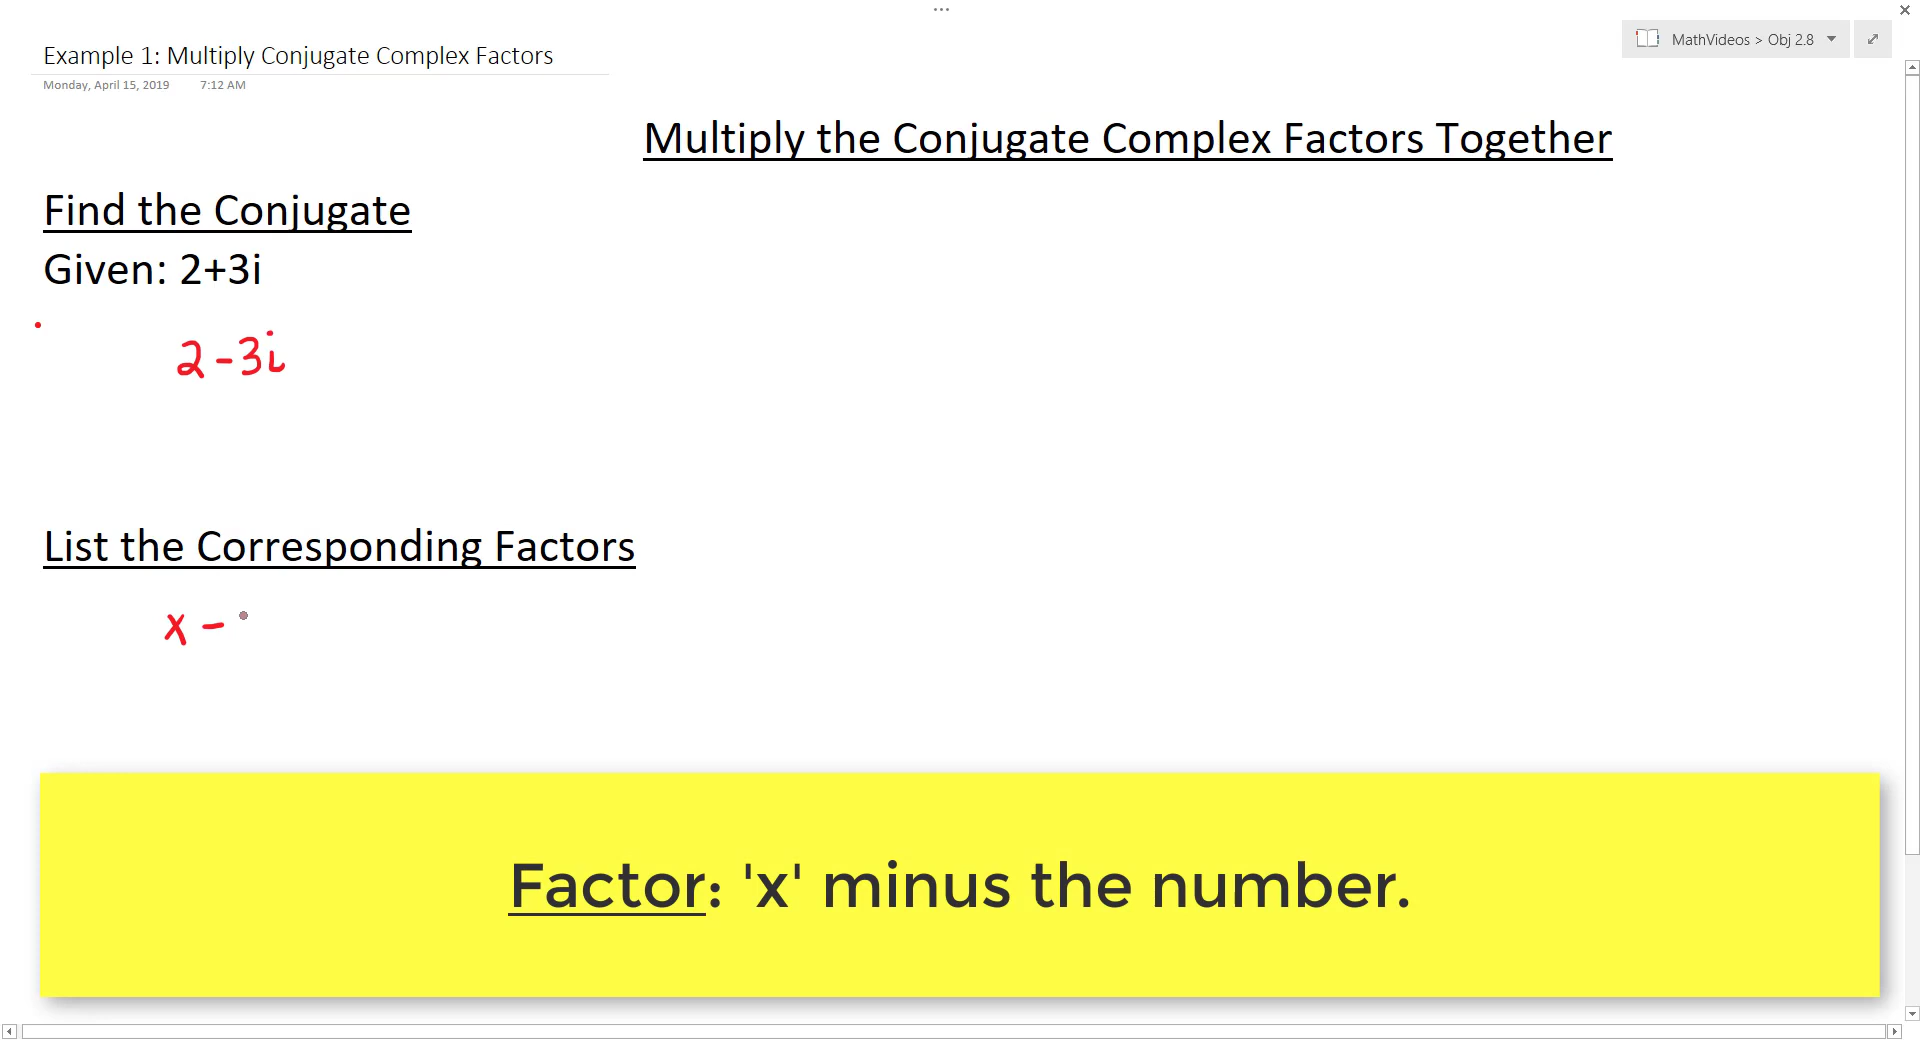 ...
Example 1: Multiply Conjugate Complex Factors
MathVideos > Obj 2.8
Monday, April 15, 2019 7:12 AM
Multiply the Conjugate Complex Factors Together
Find the Conjugate
Given: 2+3i
2-3i
List the Corresponding Factors
x -
Factor: 'x' minus the number.